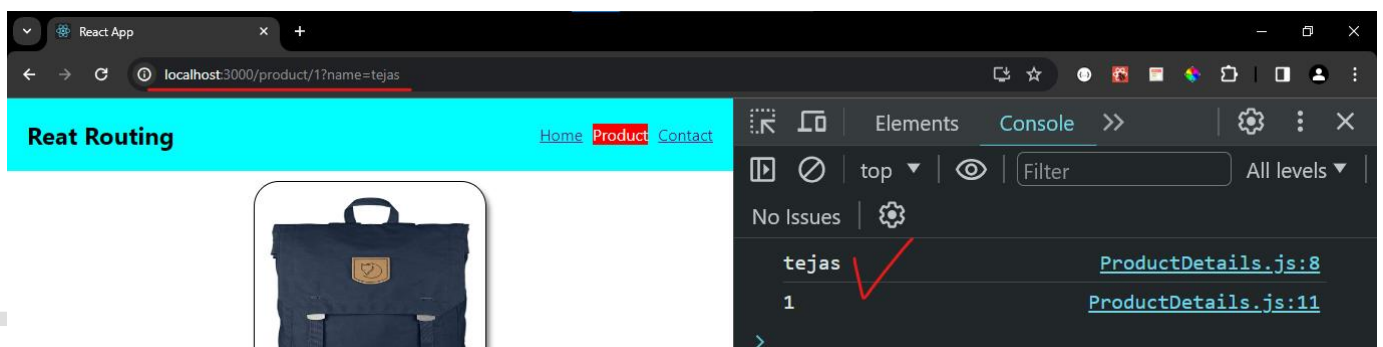 React App
localhost:3000/product/1?name=tejas
Reat Routing
Home Product Contact
Elements Console
top Filter All levels
No Issues
tejas ProductDetails.js:8
1 ProductDetails.js:11